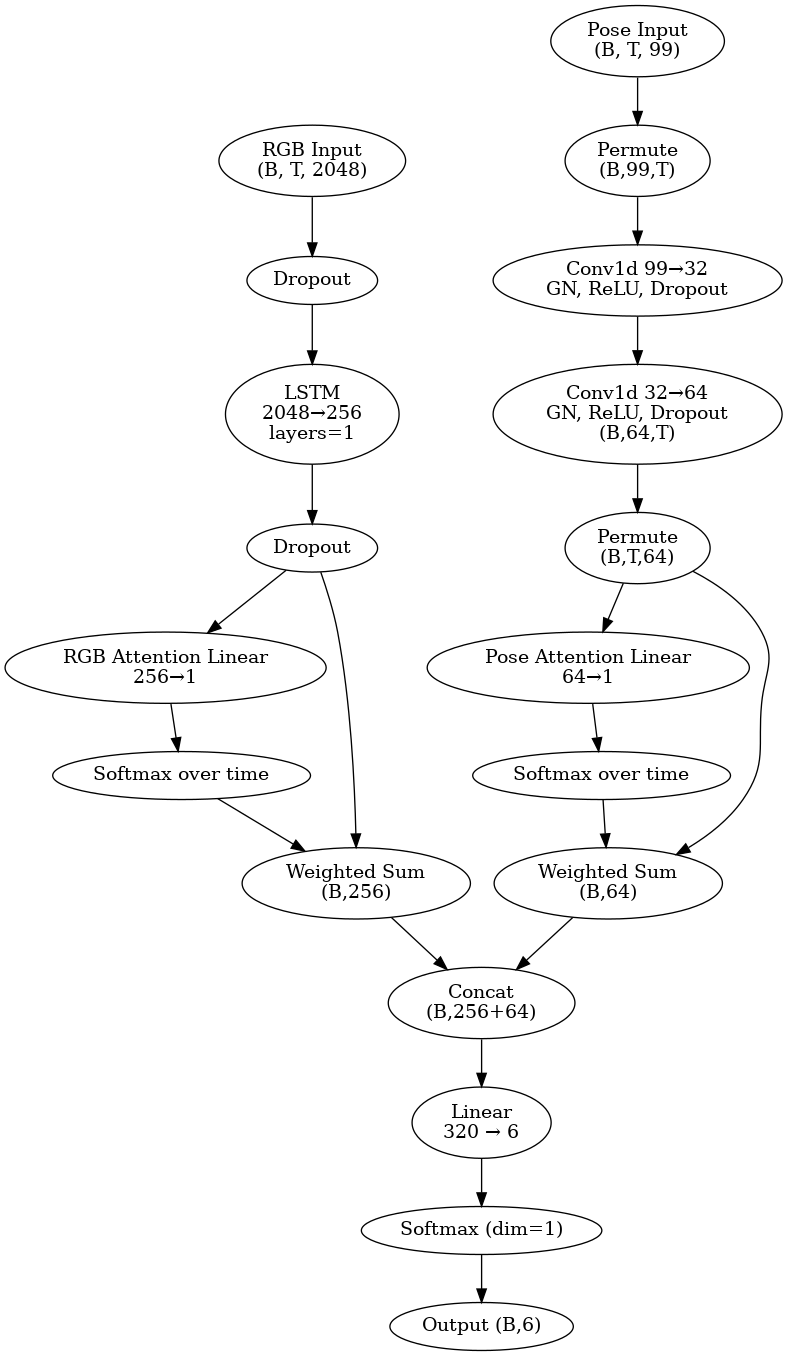 Pose Input
(B, T, 99)
RGB Input
(B, T, 2048)
Permute
(B,99,T)
Dropout
Conv1d 99→32
GN, ReLU, Dropout
LSTM
2048→256
layers=1
Conv1d 32→64
GN, ReLU, Dropout
(B,64,T)
Dropout
Permute
(B,T,64)
RGB Attention Linear
256→1
Pose Attention Linear
64→1
Softmax over time
Softmax over time
Weighted Sum
(B,256)
Weighted Sum
(B,64)
Concat
(B,256+64)
Linear
320 → 6
Softmax (dim=1)
Output (B,6)